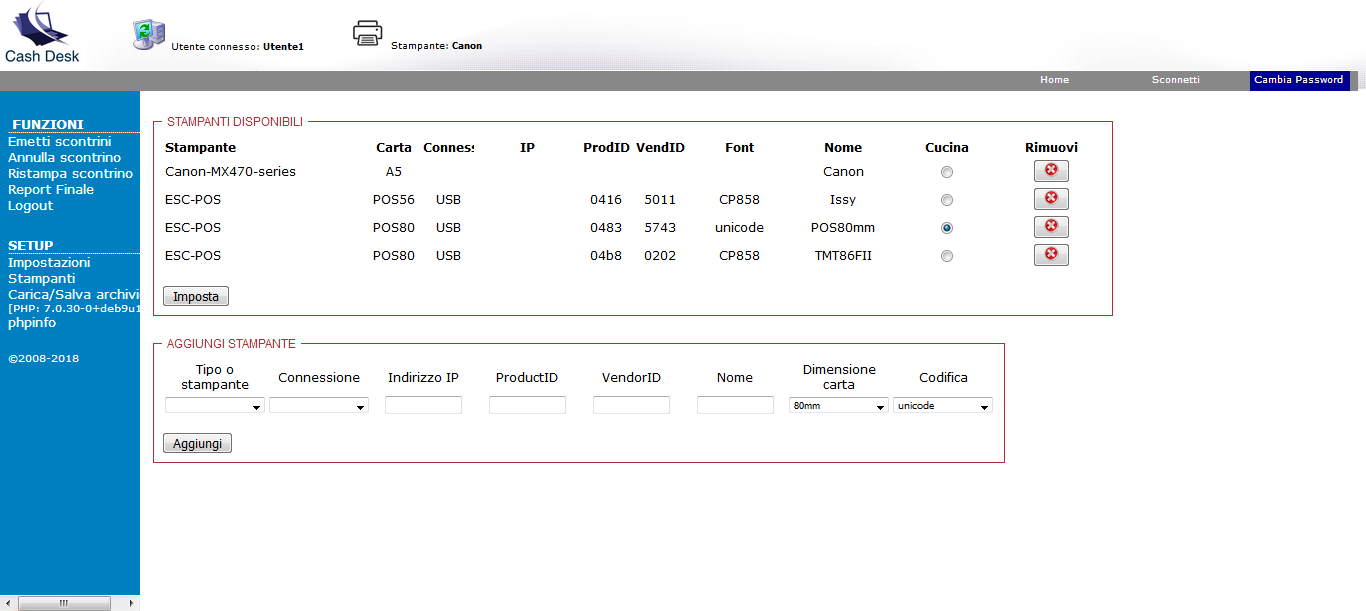 Cash Desk
Utente connesso: Utente1
Stampante: Canon
Home Sconnetti Cambia Password
FUNZIONI
Emetti scontrini
Annulla scontrino
Ristampa scontrino
Report Finale
Logout
SETUP
Impostazioni
Stampanti
Carica/Salva archivi
[PHP: 7.0.30-0+deb9u1
phpinfo
©2008-2018
STAMPANTI DISPONIBILI
Stampante Carta Conness IP ProdID VendID Font Nome Cucina Rimuovi
Canon-MX470-series A5 Canon
ESC-POS POS56 USB 0416 5011 CP858 Issy
ESC-POS POS80 USB 0483 5743 unicode POS80mm
ESC-POS POS80 USB 04b8 0202 CP858 TMT86FII
Imposta
AGGIUNGI STAMPANTE
Tipo o stampante Connessione Indirizzo IP ProductID VendorID Nome Dimensione carta Codifica
80mm unicode
Aggiungi